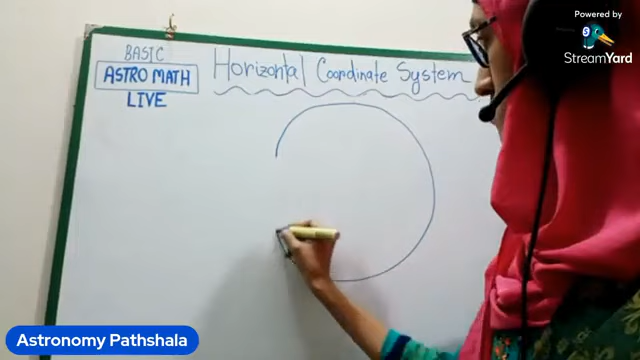 Powered by
StreamYard
BASIC
ASTRO MATH
LIVE
Horizontal Coordinate System
Astronomy Pathshala